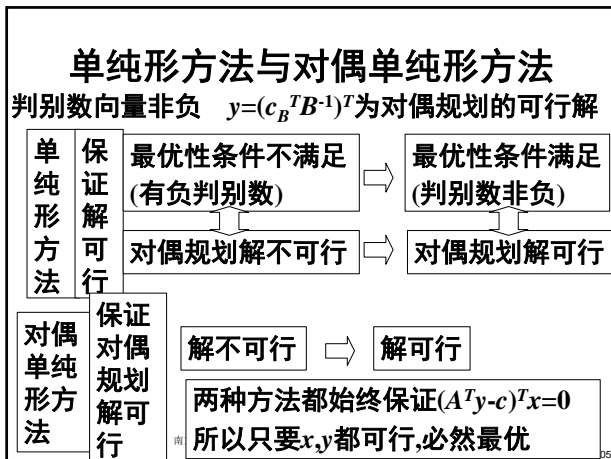 单纯形方法与对偶单纯形方法
判别数向量非负 y=(c_B^T B^-1)^T为对偶规划的可行解
单纯形方法
保证解可行
最优性条件不满足
(有负判别数)
最优性条件满足
(判别数非负)
对偶规划解不可行
对偶规划解可行
对偶单纯形方法
保证对偶规划解可行
解不可行
解可行
两种方法都始终保证(A^T y-c)^T x=0
所以只要x,y都可行,必然最优
南
05